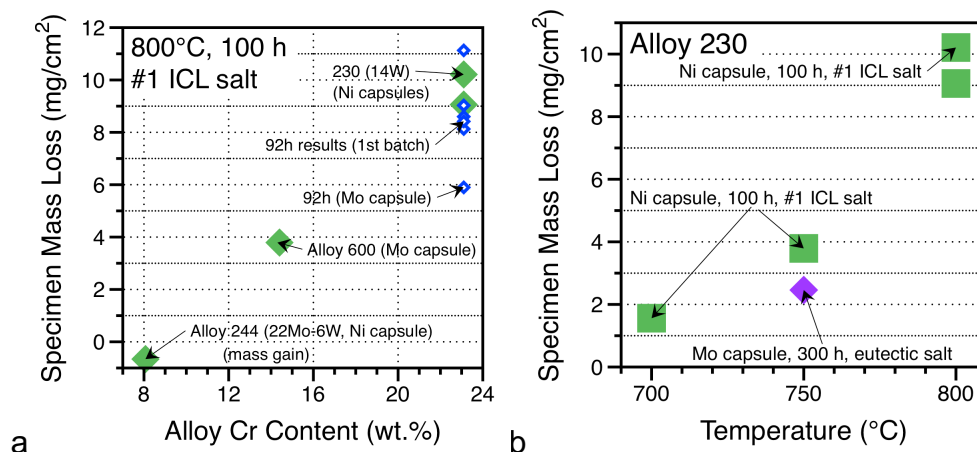 800°C, 100 h
#1 ICL salt
230 (14W)
(Ni capsules)
92h results (1st batch)
92h (Mo capsule)
Alloy 600 (Mo capsule)
Alloy 244 (22Mo-6W, Ni capsule)
(mass gain)
Specimen Mass Loss (mg/cm²)
12
10
8
6
4
2
0
8
12
16
20
24
Alloy Cr Content (wt.%)
a
Alloy 230
Ni capsule, 100 h, #1 ICL salt
Ni capsule, 100 h, #1 ICL salt
Mo capsule, 300 h, eutectic salt
Specimen Mass Loss (mg/cm²)
10
8
6
4
2
0
700
750
800
Temperature (°C)
b